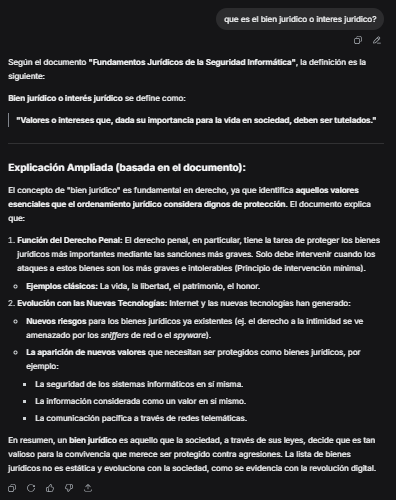 que es el bien juridico o interes juridico?
Según el documento "Fundamentos Jurídicos de la Seguridad Informática", la definición es la
siguiente:
Bien jurídico o interés jurídico se define como:
"Valores o intereses que, dada su importancia para la vida en sociedad, deben ser tutelados."
Explicación Ampliada (basada en el documento):
El concepto de "bien jurídico" es fundamental en derecho, ya que identifica aquellos valores
esenciales que el ordenamiento jurídico considera dignos de protección. El documento explica
que:
1. Función del Derecho Penal: El derecho penal, en particular, tiene la tarea de proteger los bienes
jurídicos más importantes mediante las sanciones más graves. Solo debe intervenir cuando los
ataques a estos bienes son los más graves e intolerables (Principio de intervención mínima).
○ Ejemplos clásicos: La vida, la libertad, el patrimonio, el honor.
2. Evolución con las Nuevas Tecnologías: Internet y las nuevas tecnologías han generado:
○ Nuevos riesgos para los bienes jurídicos ya existentes (ej. el derecho a la intimidad se ve
amenazado por los sniffers de red o el spyware).
○ La aparición de nuevos valores que necesitan ser protegidos como bienes jurídicos, por
ejemplo:
▪ La seguridad de los sistemas informáticos en sí misma.
▪ La información considerada como un valor en sí mismo.
▪ La comunicación pacífica a través de redes telemáticas.
En resumen, un bien jurídico es aquello que la sociedad, a través de sus leyes, decide que es tan
valioso para la convivencia que merece ser protegido contra agresiones. La lista de bienes
jurídicos no es estática y evoluciona con la sociedad, como se evidencia con la revolución digital.